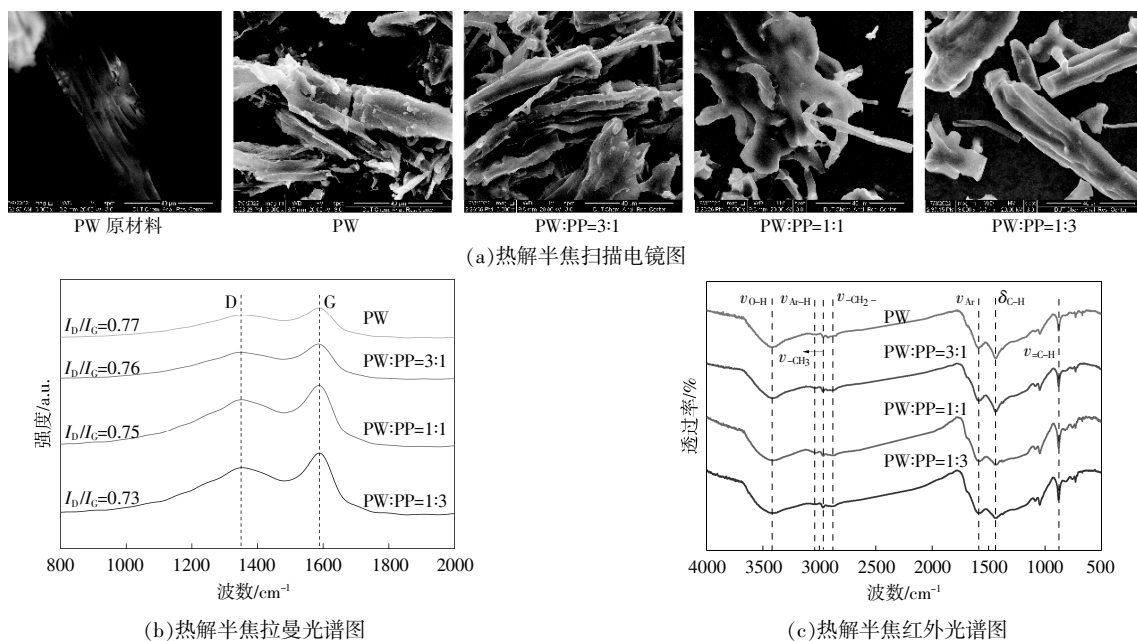 PW 原材料
PW
PW:PP=3:1
PW:PP=1:1
PW:PP=1:3
(a)热解半焦扫描电镜图
D
G
I_D/I_G=0.77
PW
I_D/I_G=0.76
PW:PP=3:1
I_D/I_G=0.75
PW:PP=1:1
I_D/I_G=0.73
PW:PP=1:3
强度/a.u.
800 1000 1200 1400 1600 1800 2000
波数/cm⁻¹
(b)热解半焦拉曼光谱图
ν_O-H ν_Ar-H ν_-CH₂- ν_Ar δ_C-H
PW
ν_-CH₃
PW:PP=3:1
ν_=C-H
PW:PP=1:1
PW:PP=1:3
透过率/%
4000 3500 3000 2500 2000 1500 1000 500
波数/cm⁻¹
(c)热解半焦红外光谱图